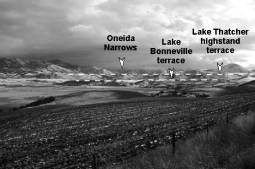 Oneida
Narrows
Lake
Bonneville
terrace
Lake Thatcher
highstand
terrace